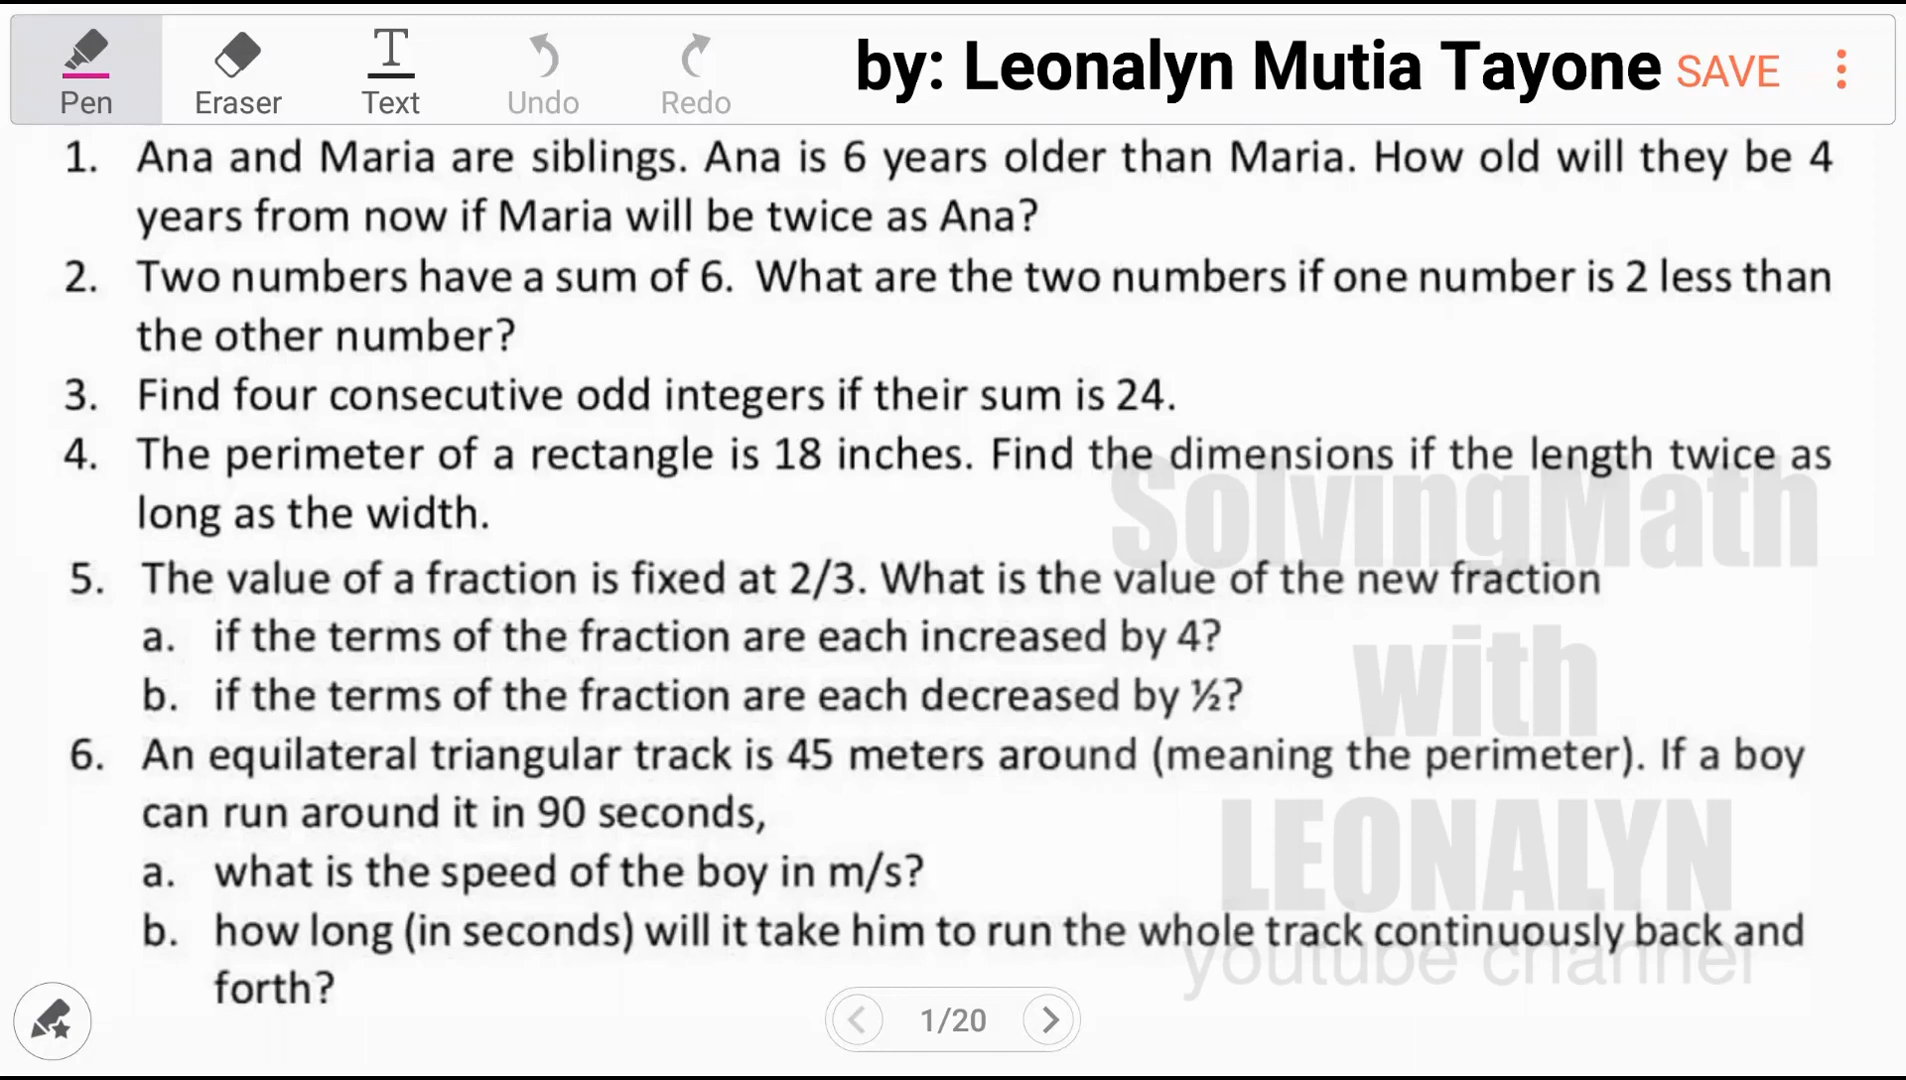 Pen
Eraser
Text
Undo
Redo
by: Leonalyn Mutia Tayone
SAVE
1. Ana and Maria are siblings. Ana is 6 years older than Maria. How old will they be 4
years from now if Maria will be twice as Ana?
2. Two numbers have a sum of 6. What are the two numbers if one number is 2 less than
the other number?
3. Find four consecutive odd integers if their sum is 24.
4. The perimeter of a rectangle is 18 inches. Find the dimensions if the length twice as
long as the width.
SolvingMath
5. The value of a fraction is fixed at 2/3. What is the value of the new fraction
a. if the terms of the fraction are each increased by 4?
with
b. if the terms of the fraction are each decreased by ½?
6. An equilateral triangular track is 45 meters around (meaning the perimeter). If a boy
can run around it in 90 seconds,
LEONALYN
a. what is the speed of the boy in m/s?
b. how long (in seconds) will it take him to run the whole track continuously back and
youtube channel
forth?
1/20